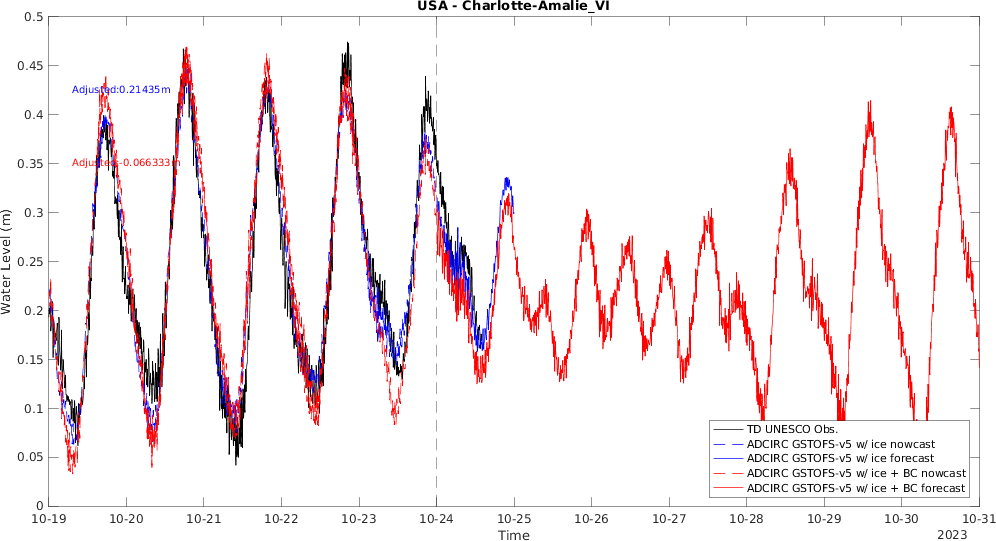 USA - Charlotte-Amalie_VI
0.5
0.45
0.4
0.35
0.3
0.25
0.2
0.15
0.1
0.05
0
Water Level (m)
Adjusted:0.21435m
Adjusted:-0.066333m
TD UNESCO Obs.
ADCIRC GSTOFS-v5 w/ ice nowcast
ADCIRC GSTOFS-v5 w/ ice forecast
ADCIRC GSTOFS-v5 w/ ice + BC nowcast
ADCIRC GSTOFS-v5 w/ ice + BC forecast
10-19 10-20 10-21 10-22 10-23 10-24 10-25 10-26 10-27 10-28 10-29 10-30 10-31
Time
2023